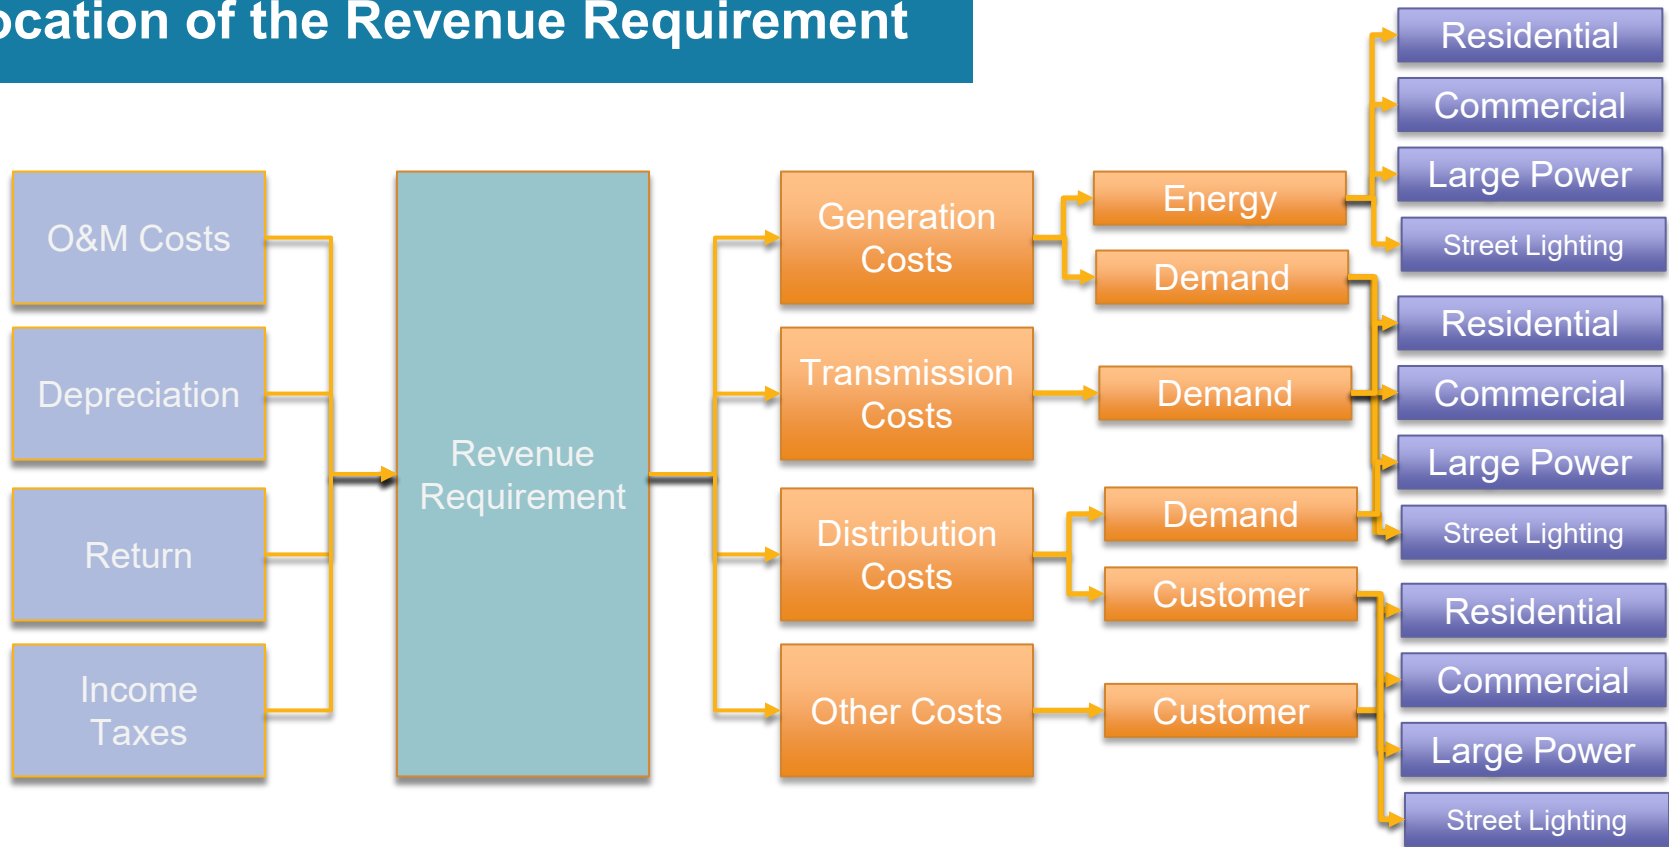 ocation of the Revenue Requirement
O&M Costs
Depreciation
Return
Income
Taxes
Revenue
Requirement
Generation
Costs
Transmission
Costs
Distribution
Costs
Other Costs
Energy
Demand
Demand
Demand
Customer
Customer
Residential
Commercial
Large Power
Street Lighting
Residential
Commercial
Large Power
Street Lighting
Residential
Commercial
Large Power
Street Lighting